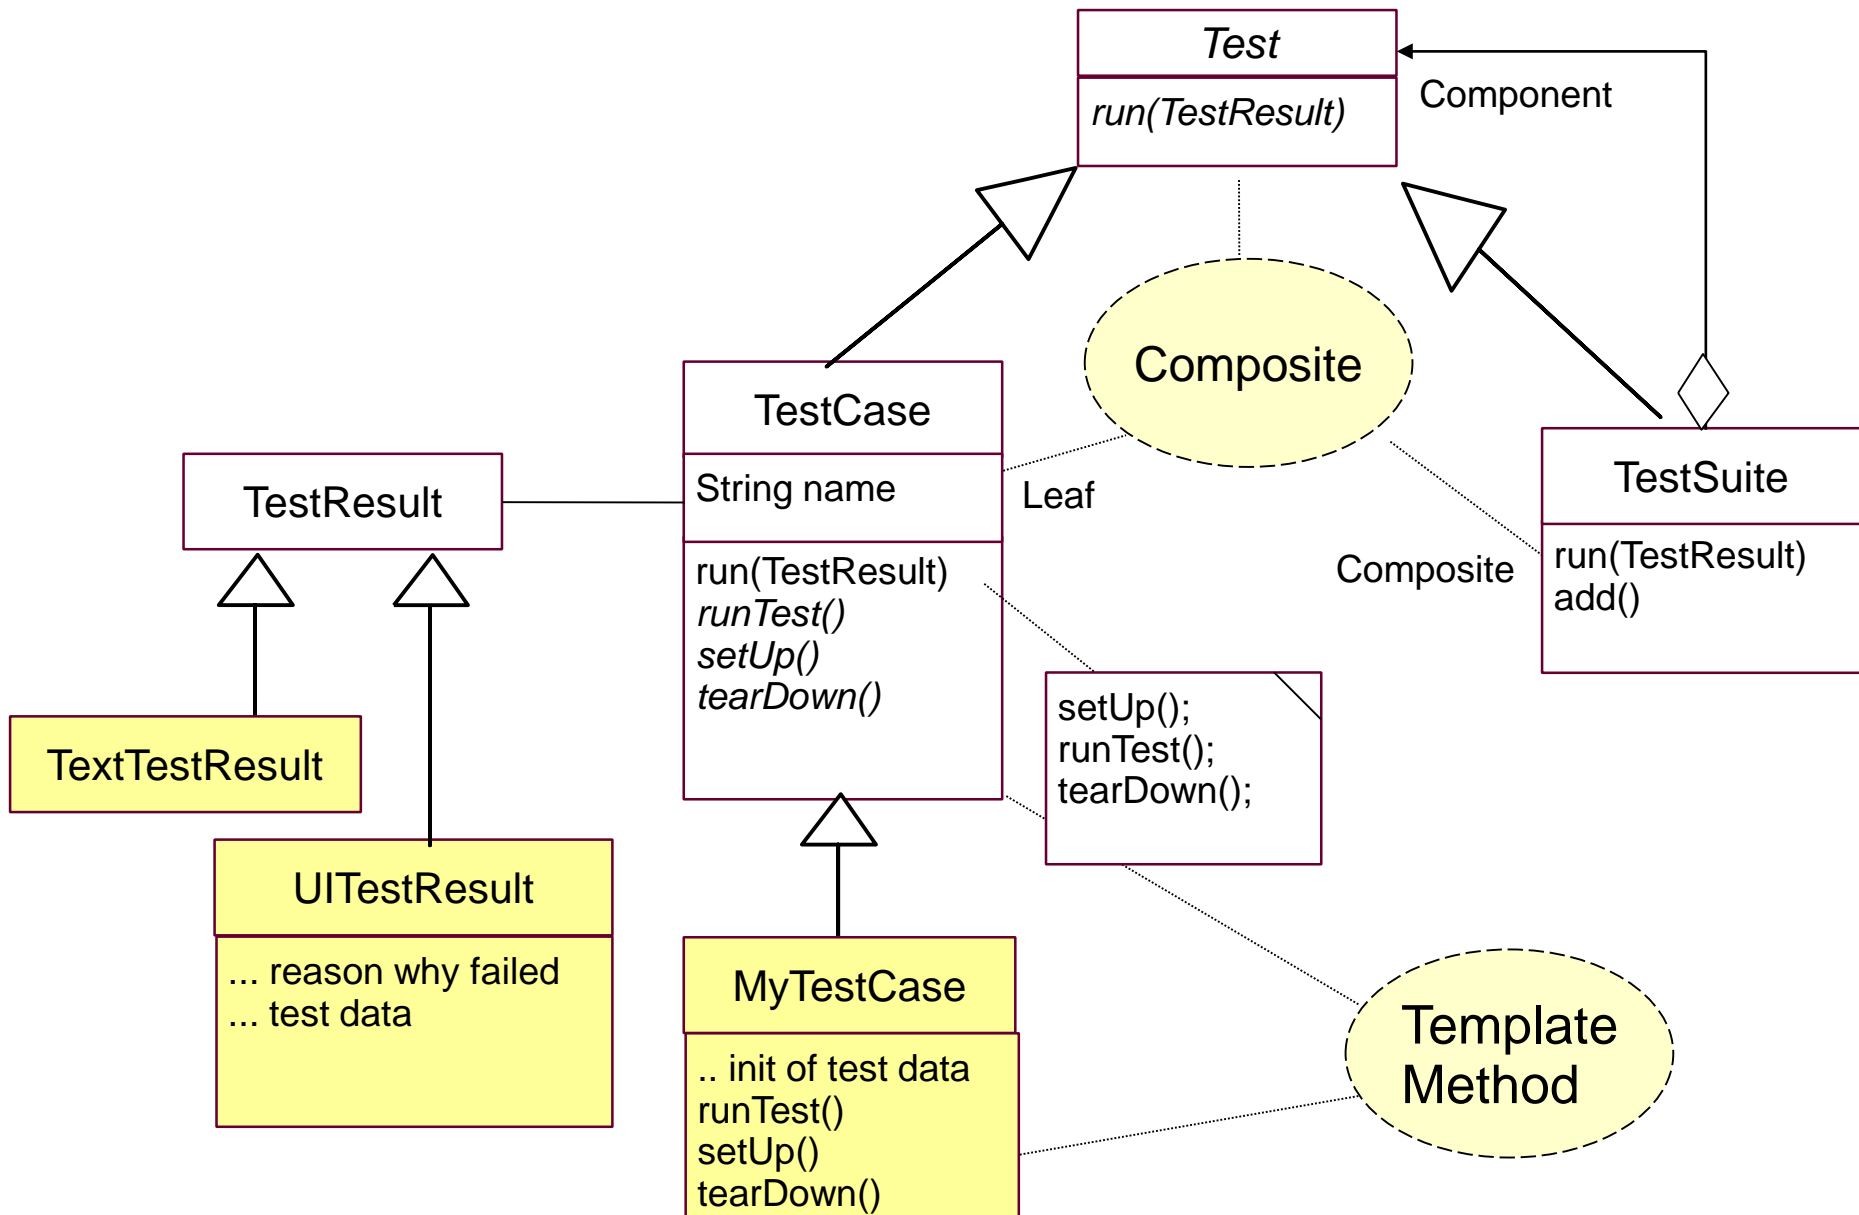 Test
run(TestResult)
Component
Composite
TestCase
String name
run(TestResult)
runTest()
setUp()
tearDown()
Leaf
Composite
TestSuite
run(TestResult)
add()
TestResult
TextTestResult
UITestResult
... reason why failed
... test data
setUp();
runTest();
tearDown();
MyTestCase
.. init of test data
runTest()
setUp()
tearDown()
Template
Method